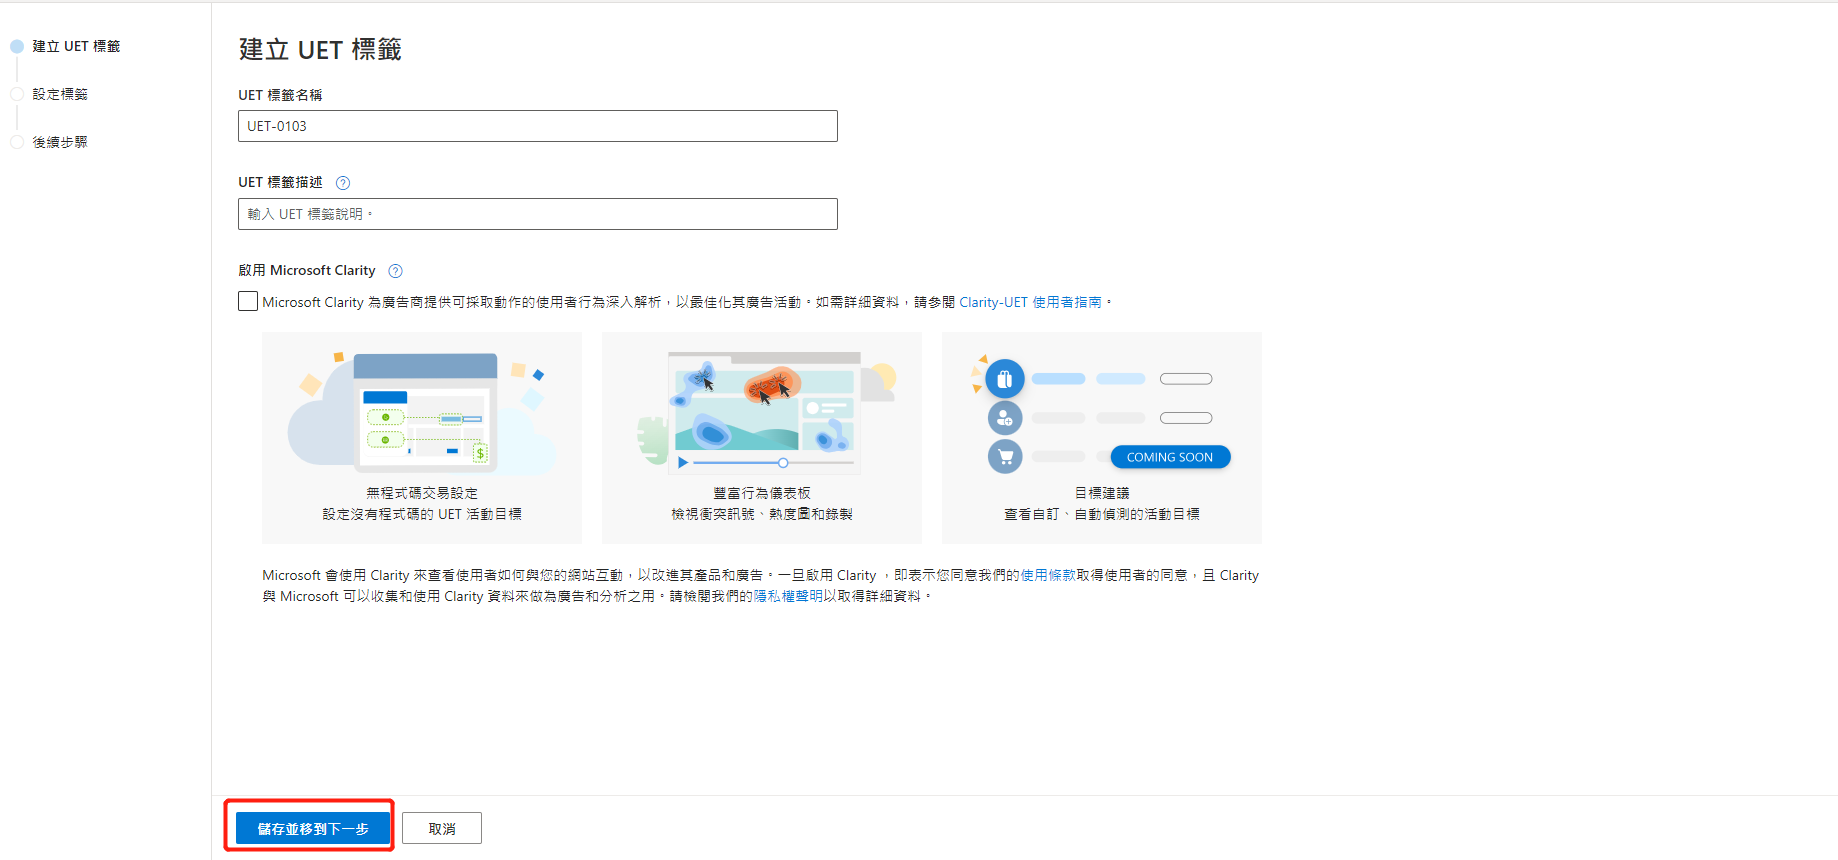 建立 UET 標籤
設定標籤
後續步驟
建立 UET 標籤
UET 標籤名稱
UET-0103
UET 標籤描述 ?
輸入 UET 標籤說明。
啟用 Microsoft Clarity ?
Microsoft Clarity 為廣告商提供可採取動作的使用者行為深入解析，以最佳化其廣告活動。如需詳細資料，請參閱 Clarity-UET 使用者指南。
$
無程式碼交易設定
設定沒有程式碼的 UET 活動目標
豐富行為儀表板
檢視衝突訊號、熱度圖和錄製
COMING SOON
目標建議
查看自訂、自動偵測的活動目標
Microsoft 會使用 Clarity 來查看使用者如何與您的網站互動，以改進其產品和廣告。一旦啟用 Clarity ，即表示您同意我們的使用條款取得使用者的同意，且 Clarity
與 Microsoft 可以收集和使用 Clarity 資料來做為廣告和分析之用。請檢閱我們的隱私權聲明以取得詳細資料。
儲存並移到下一步
取消